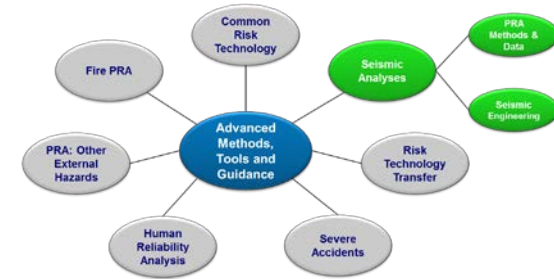 Common
Risk
Technology
PRA
Methods &
Data
Fire PRA
Seismic
Analyses
Seismic
Engineering
Advanced
Methods,
Tools and
Guidance
PRA: Other
External
Hazards
Risk
Technology
Transfer
Human
Reliability
Analysis
Severe
Accidents